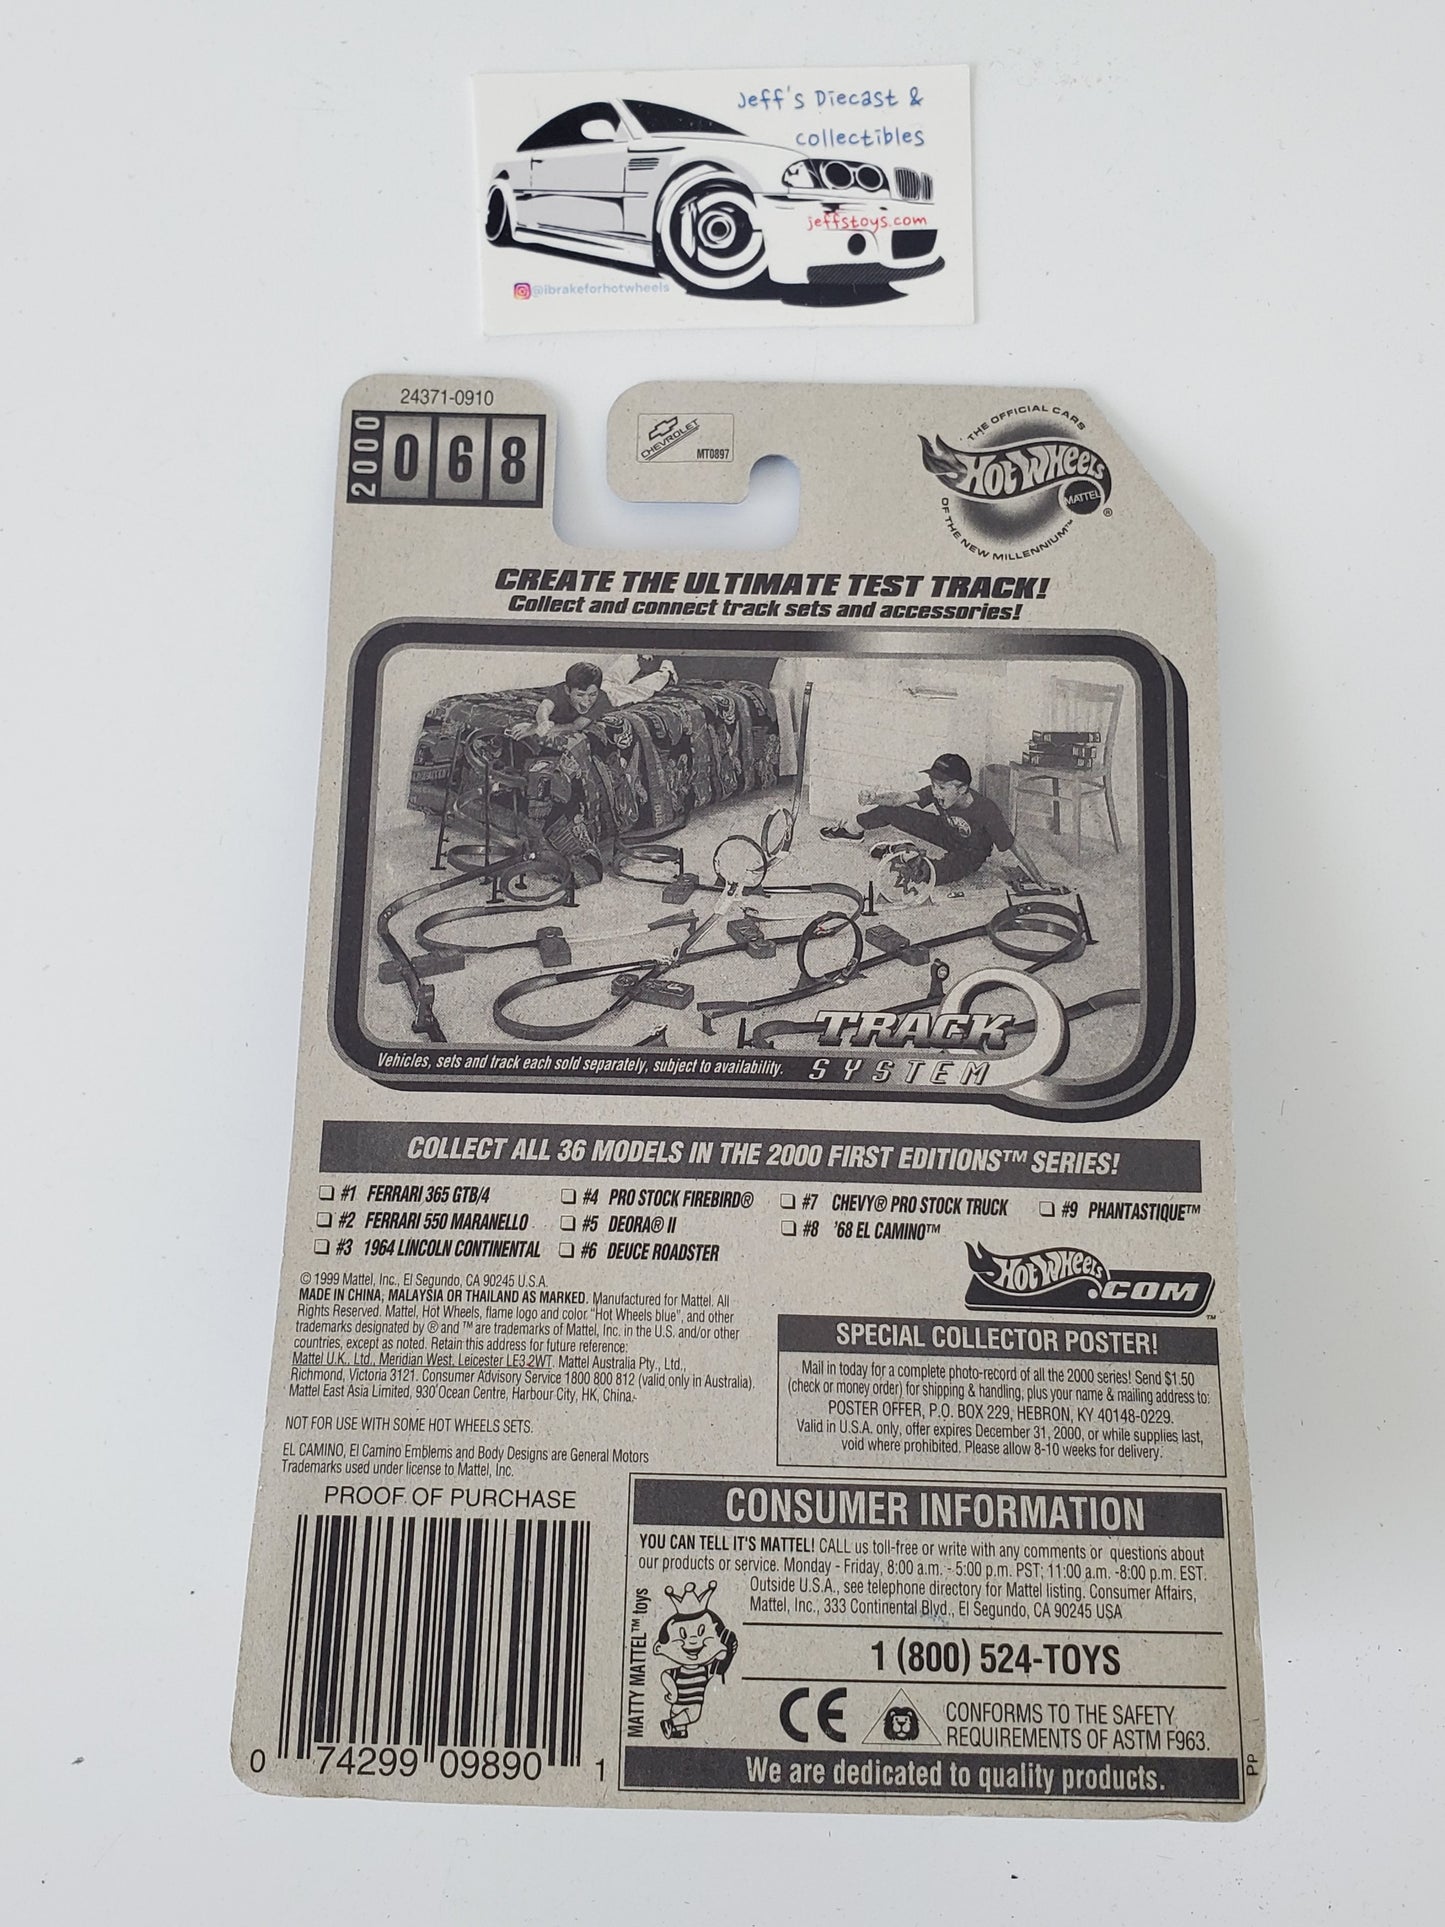 Jeff's Diecast &
collectibles
jeffstoys.com
@ibrakeforhotwheels
24371-0910
2000
068
CHEVROLET
MT0897
THE OFFICIAL CARS
HOT WHEELS
MATTEL
®
OF THE NEW MILLENNIUM™
CREATE THE ULTIMATE TEST TRACK!
Collect and connect track sets and accessories!
TRACK
SYSTEM
Vehicles, sets and track each sold separately, subject to availability.
COLLECT ALL 36 MODELS IN THE 2000 FIRST EDITIONS™ SERIES!
#1 FERRARI 365 GTB/4
#2 FERRARI 550 MARANELLO
#3 1964 LINCOLN CONTINENTAL
#4 PRO STOCK FIREBIRD®
#5 DEORA® II
#6 DEUCE ROADSTER
#7 CHEVY® PRO STOCK TRUCK
#8 '68 EL CAMINO™
#9 PHANTASTIQUE™
HOT WHEELS
.COM
™
© 1999 Mattel, Inc., El Segundo, CA 90245 U.S.A.
MADE IN CHINA, MALAYSIA OR THAILAND AS MARKED. Manufactured for Mattel. All
Rights Reserved. Mattel, Hot Wheels, flame logo and color "Hot Wheels blue", and other
trademarks designated by ® and ™ are trademarks of Mattel, Inc. in the U.S. and/or other
countries, except as noted. Retain this address for future reference:
Mattel U.K., Ltd., Meridian West, Leicester LE3 2WT. Mattel Australia Pty., Ltd.,
Richmond, Victoria 3121. Consumer Advisory Service 1800 800 812 (valid only in Australia).
Mattel East Asia Limited, 930 Ocean Centre, Harbour City, HK, China.
NOT FOR USE WITH SOME HOT WHEELS SETS.
EL CAMINO, El Camino Emblems and Body Designs are General Motors
Trademarks used under license to Mattel, Inc.
SPECIAL COLLECTOR POSTER!
Mail in today for a complete photo-record of all the 2000 series! Send $1.50
(check or money order) for shipping & handling, plus your name & mailing address to:
POSTER OFFER, P.O. BOX 229, HEBRON, KY 40148-0229.
Valid in U.S.A. only, offer expires December 31, 2000, or while supplies last,
void where prohibited. Please allow 8-10 weeks for delivery.
PROOF OF PURCHASE
0 74299 09890 1
CONSUMER INFORMATION
YOU CAN TELL IT'S MATTEL! CALL us toll-free or write with any comments or questions about
our products or service. Monday - Friday, 8:00 a.m. - 5:00 p.m. PST; 11:00 a.m. -8:00 p.m. EST.
Outside U.S.A., see telephone directory for Mattel listing. Consumer Affairs,
Mattel, Inc., 333 Continental Blvd., El Segundo, CA 90245 USA
MATTY MATTEL™ toys
1 (800) 524-TOYS
CE
CONFORMS TO THE SAFETY
REQUIREMENTS OF ASTM F963.
We are dedicated to quality products.
PP